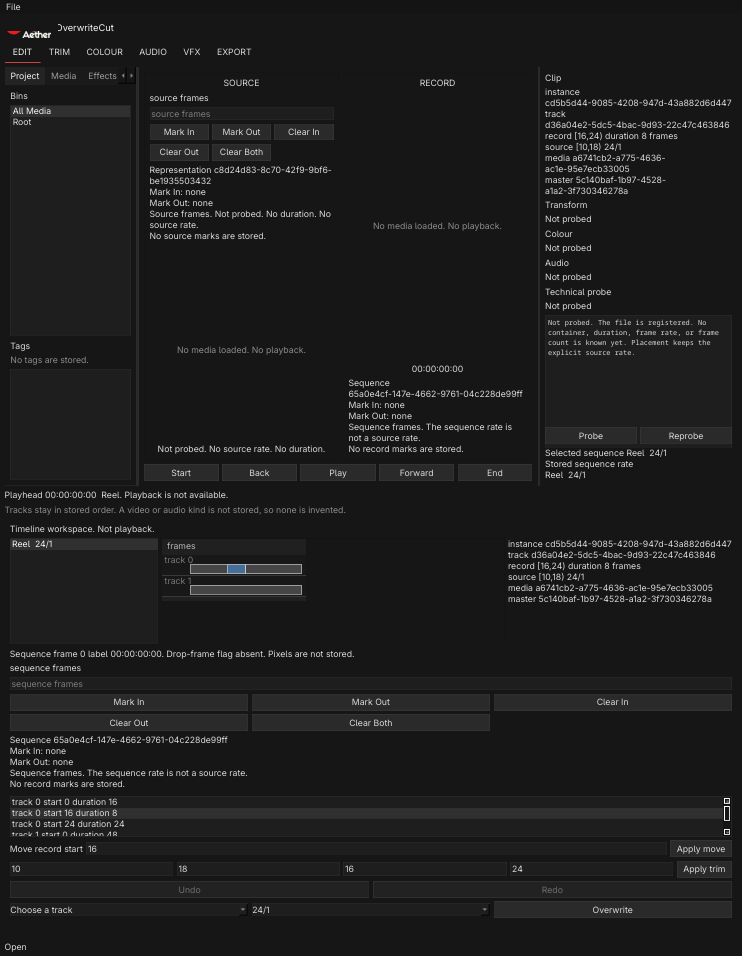 File
Aether
OverwriteCut
EDIT TRIM COLOUR AUDIO VFX EXPORT
Project Media Effects
Bins
All Media
Root
Tags
No tags are stored.
SOURCE
source frames
source frames
Mark In Mark Out Clear In
Clear Out Clear Both
Representation c8d24d83-8c70-42f9-9bf6-
be1935503432
Mark In: none
Mark Out: none
Source frames. Not probed. No duration. No
source rate.
No source marks are stored.
No media loaded. No playback.
Not probed. No source rate. No duration.
RECORD
No media loaded. No playback.
00:00:00:00
Sequence
65a0e4cf-147e-4662-9761-04c228de99ff
Mark In: none
Mark Out: none
Sequence frames. The sequence rate is
not a source rate.
No record marks are stored.
Start Back Play Forward End
Clip
instance
cd5b5d44-9085-4208-947d-43a882d6d447
track
d36a04e2-5dc5-4bac-9d93-22c47c463846
record [16,24) duration 8 frames
source [10,18) 24/1
media a6741cb2-a775-4636-
ac1e-95e7ecb33005
master 5c140baf-1b97-4528-
a1a2-3f730346278a
Transform
Not probed
Colour
Not probed
Audio
Not probed
Technical probe
Not probed
Not probed. The file is registered. No
container, duration, frame rate, or frame
count is known yet. Placement keeps the
explicit source rate.
Probe Reprobe
Selected sequence Reel 24/1
Stored sequence rate
Reel 24/1
Playhead 00:00:00:00 Reel. Playback is not available.
Tracks stay in stored order. A video or audio kind is not stored, so none is invented.
Timeline workspace. Not playback.
Reel 24/1
frames
track 0
track 1
instance cd5b5d44-9085-4208-947d-43a882d6d447
track d36a04e2-5dc5-4bac-9d93-22c47c463846
record [16,24) duration 8 frames
source [10,18) 24/1
media a6741cb2-a775-4636-ac1e-95e7ecb33005
master 5c140baf-1b97-4528-a1a2-3f730346278a
Sequence frame 0 label 00:00:00:00. Drop-frame flag absent. Pixels are not stored.
sequence frames
sequence frames
Mark In Mark Out Clear In
Clear Out Clear Both
Sequence 65a0e4cf-147e-4662-9761-04c228de99ff
Mark In: none
Mark Out: none
Sequence frames. The sequence rate is not a source rate.
No record marks are stored.
track 0 start 0 duration 16
track 0 start 16 duration 8
track 0 start 24 duration 24
track 1 start 0 duration 48
Move record start 16 Apply move
10 18 16 24 Apply trim
Undo Redo
Choose a track 24/1 Overwrite
Open